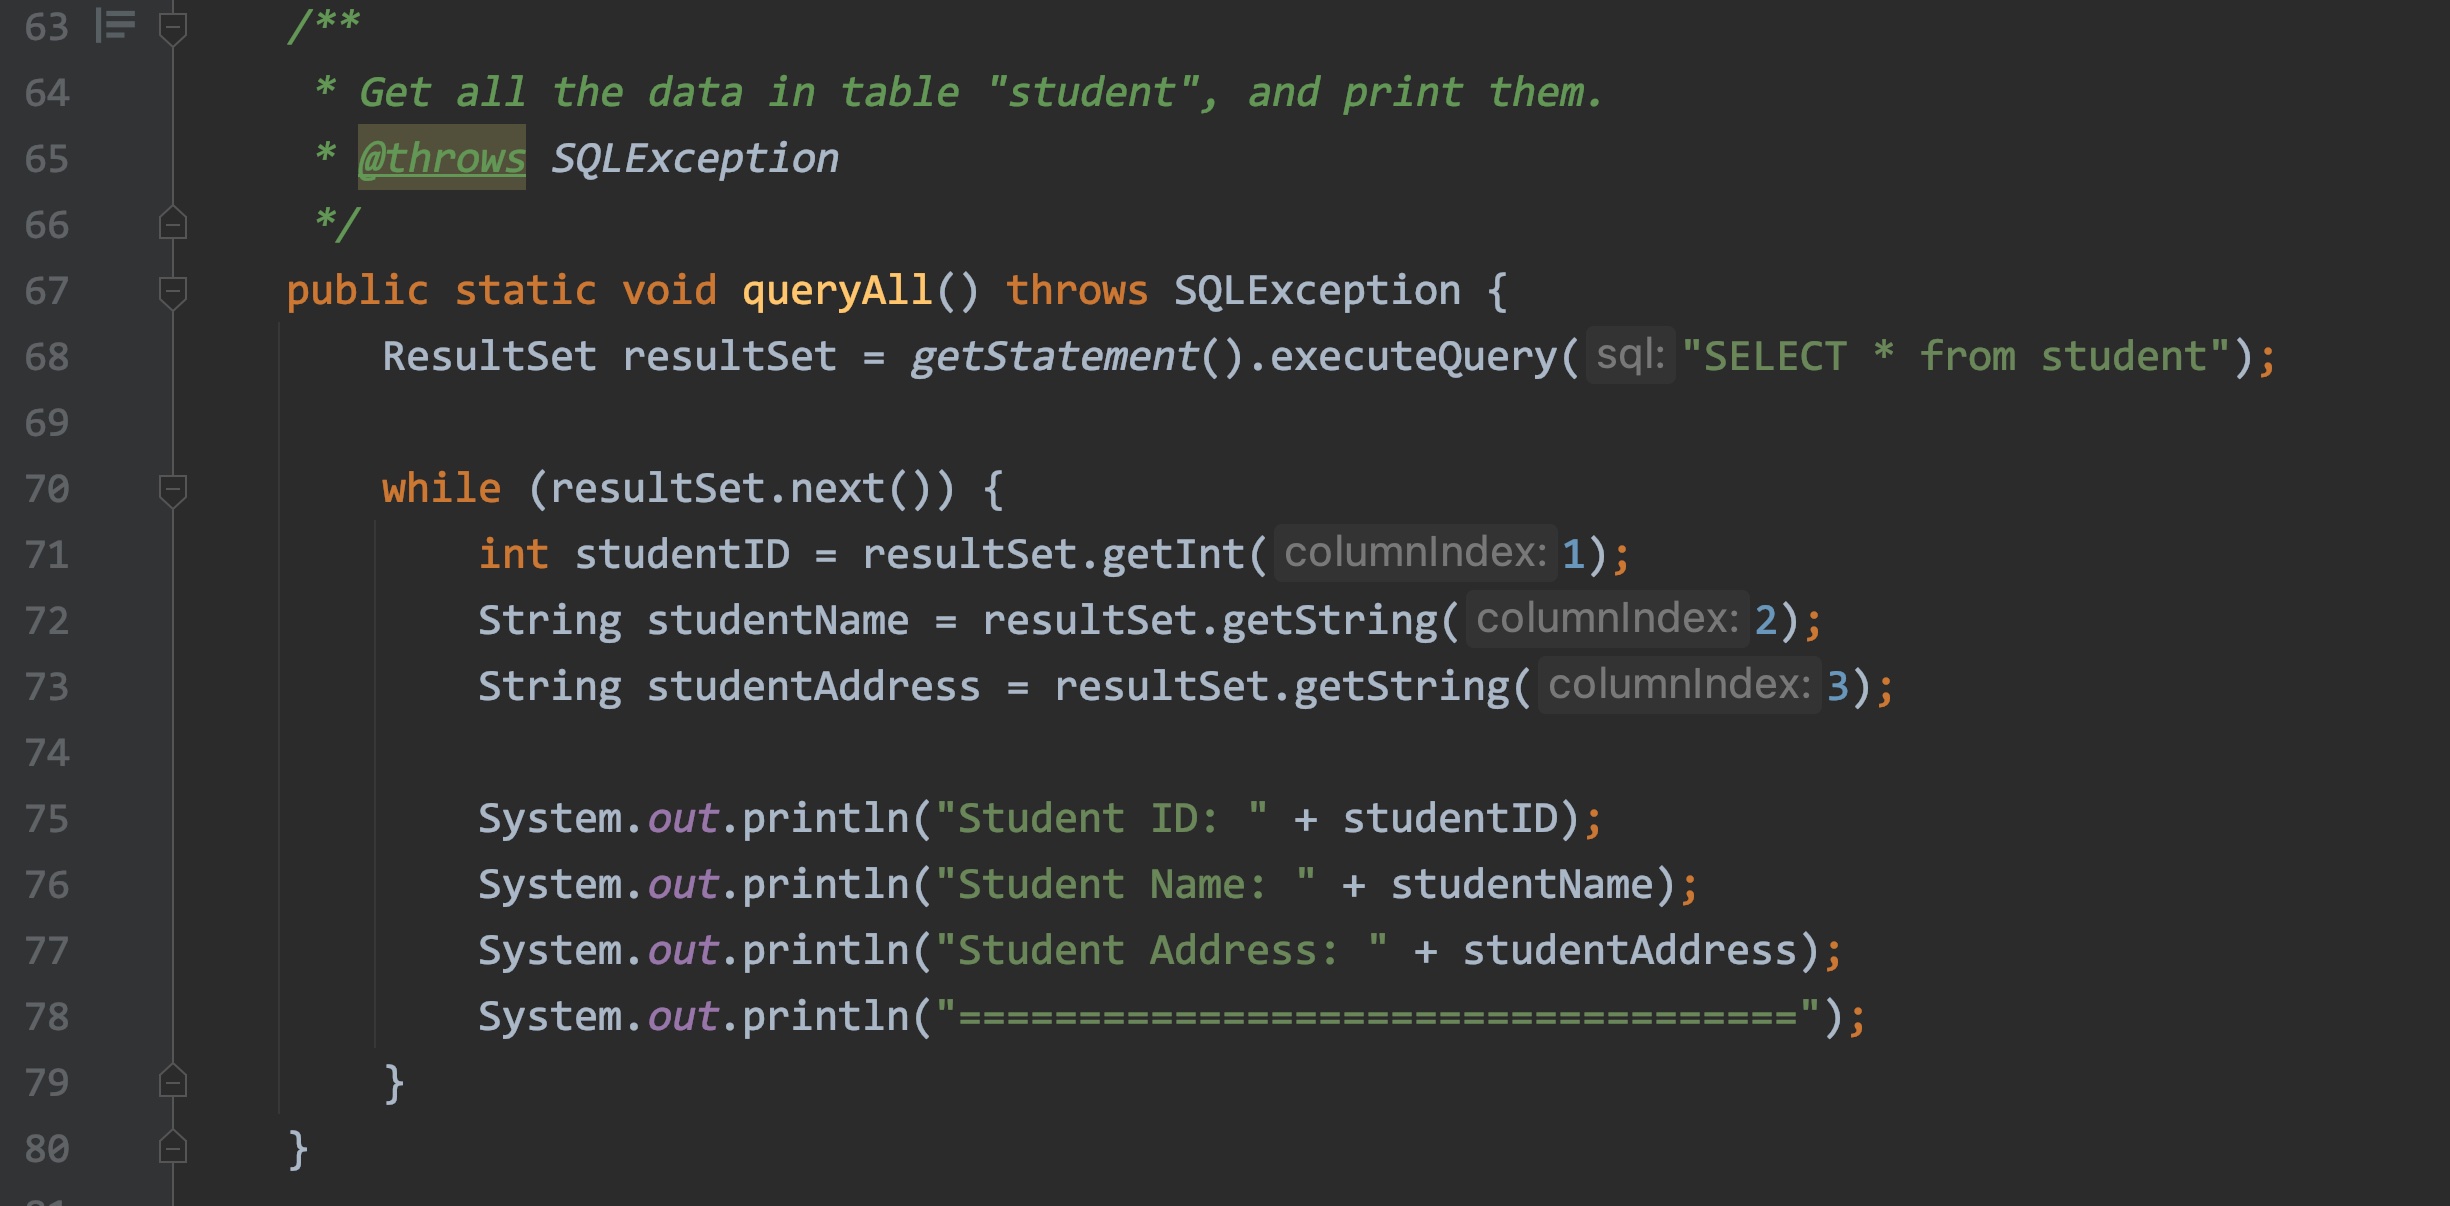 63 /**
64 * Get all the data in table "student", and print them.
65 * @throws SQLException
66 */
67 public static void queryAll() throws SQLException {
68 ResultSet resultSet = getStatement().executeQuery( sql: "SELECT * from student");
69
70 while (resultSet.next()) {
71 int studentID = resultSet.getInt( columnIndex: 1);
72 String studentName = resultSet.getString( columnIndex: 2);
73 String studentAddress = resultSet.getString( columnIndex: 3);
74
75 System.out.println("Student ID: " + studentID);
76 System.out.println("Student Name: " + studentName);
77 System.out.println("Student Address: " + studentAddress);
78 System.out.println("===================================");
79 }
80 }